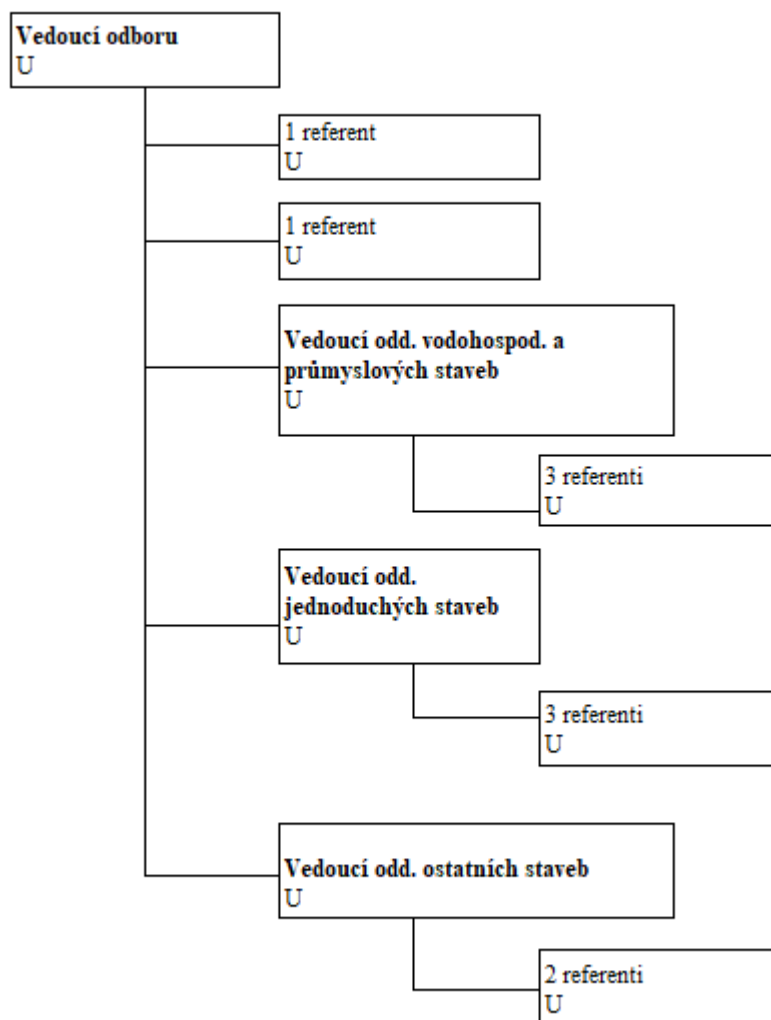 Vedoucí odboru
U
1 referent
U
1 referent
U
Vedoucí odd. vodohospod. a
průmyslových staveb
U
3 referenti
U
Vedoucí odd.
jednoduchých staveb
U
3 referenti
U
Vedoucí odd. ostatních staveb
U
2 referenti
U